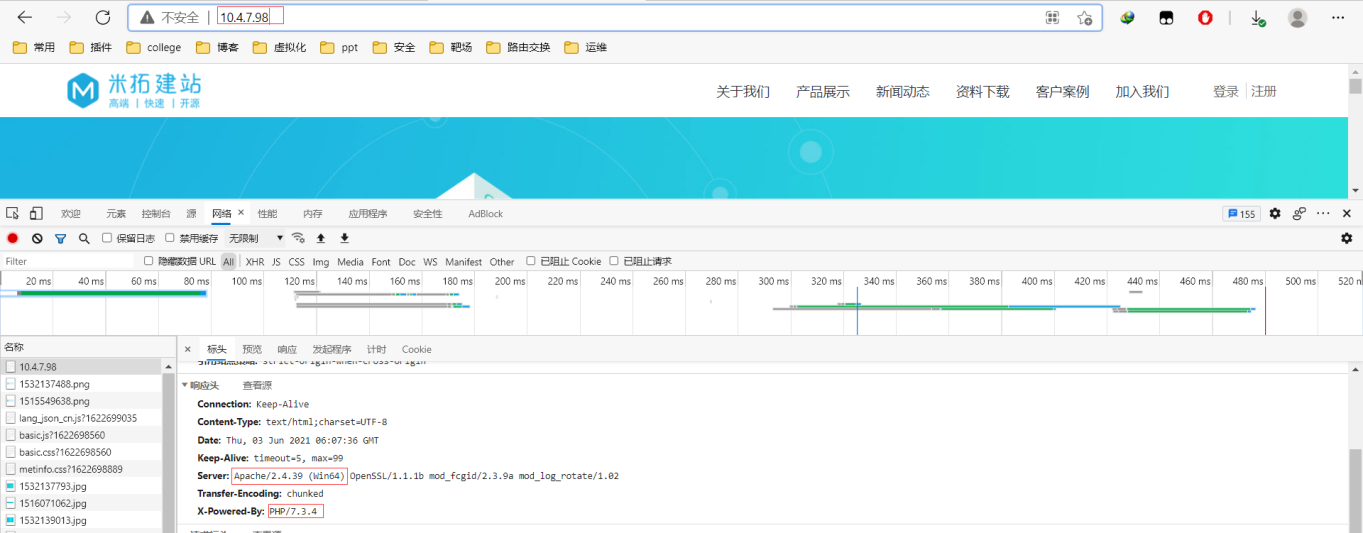 不安全 10.4.7.98
常用 插件 college 博客 虚拟化 ppt 安全 靶场 路由交换 运维
M 米拓建站 关于我们 产品展示 新闻动态 资料下载 客户案例 加入我们 登录 注册
高端 | 快速 | 开源
欢迎 元素 控制台 源 网络 性能 内存 应用程序 安全性 AdBlock 155
保留日志 禁用缓存 无限制
Filter 隐藏数据 URL All XHR JS CSS Img Media Font Doc WS Manifest Other 已阻止 Cookie 已阻止请求
20 ms 40 ms 60 ms 80 ms 100 ms 120 ms 140 ms 160 ms 180 ms 200 ms 220 ms 240 ms 260 ms 280 ms 300 ms 320 ms 340 ms 360 ms 380 ms 400 ms 420 ms 440 ms 460 ms 480 ms 500 ms 520 n
名称 标头 预览 响应 发起程序 计时 Cookie
10.4.7.98
1532137488.png
1515549638.png
lang_json_cn.js?1622699035
basic.js?1622698560
basic.css?1622698560
metinfo.css?1622698889
1532137793.jpg
1516071062.jpg
1532139013.jpg
strict-origin-when-cross-origin
响应头 查看源
Connection: Keep-Alive
Content-Type: text/html;charset=UTF-8
Date: Thu, 03 Jun 2021 06:07:36 GMT
Keep-Alive: timeout=5, max=99
Server: Apache/2.4.39 (Win64) OpenSSL/1.1.1b mod_fcgid/2.3.9a mod_log_rotate/1.02
Transfer-Encoding: chunked
X-Powered-By: PHP/7.3.4